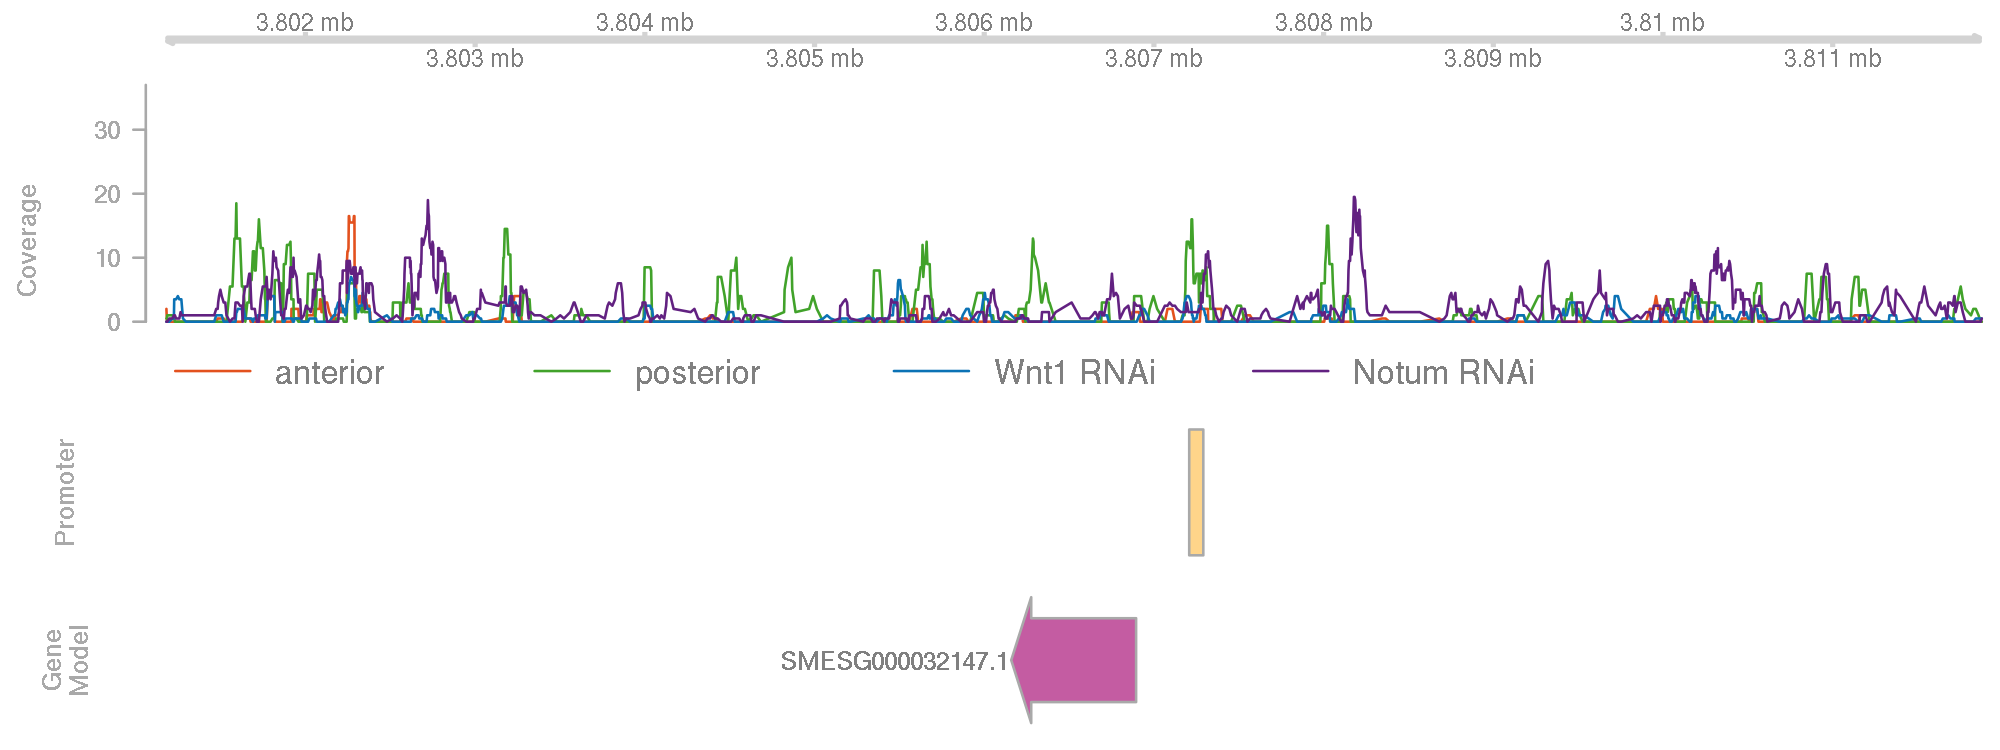 3.802 mb 3.804 mb 3.806 mb 3.808 mb 3.81 mb
3.803 mb 3.805 mb 3.807 mb 3.809 mb 3.811 mb
Coverage
30
20
10
0
anterior posterior Wnt1 RNAi Notum RNAi
Promoter
Gene
Model
SMESG000032147.1